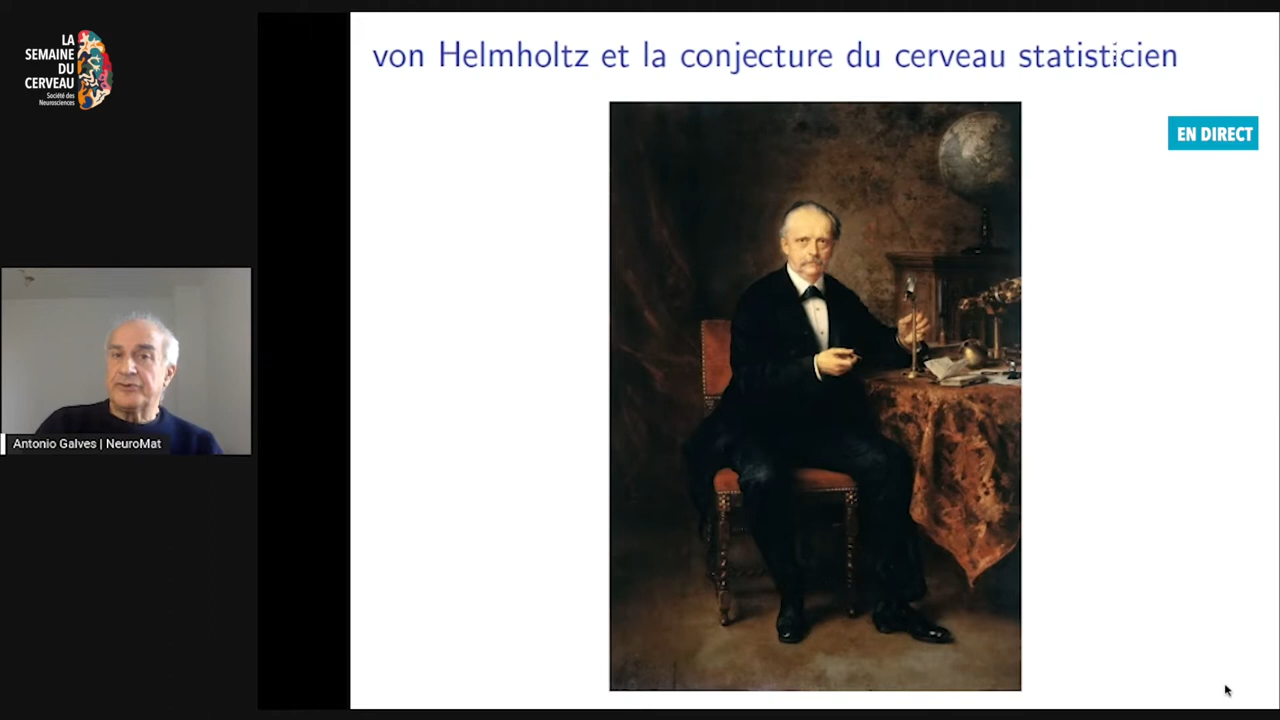 LA
SEMAINE
DU
CERVEAU
Société des
Neurosciences
von Helmholtz et la conjecture du cerveau statisticien
EN DIRECT
Antonio Galves | NeuroMat